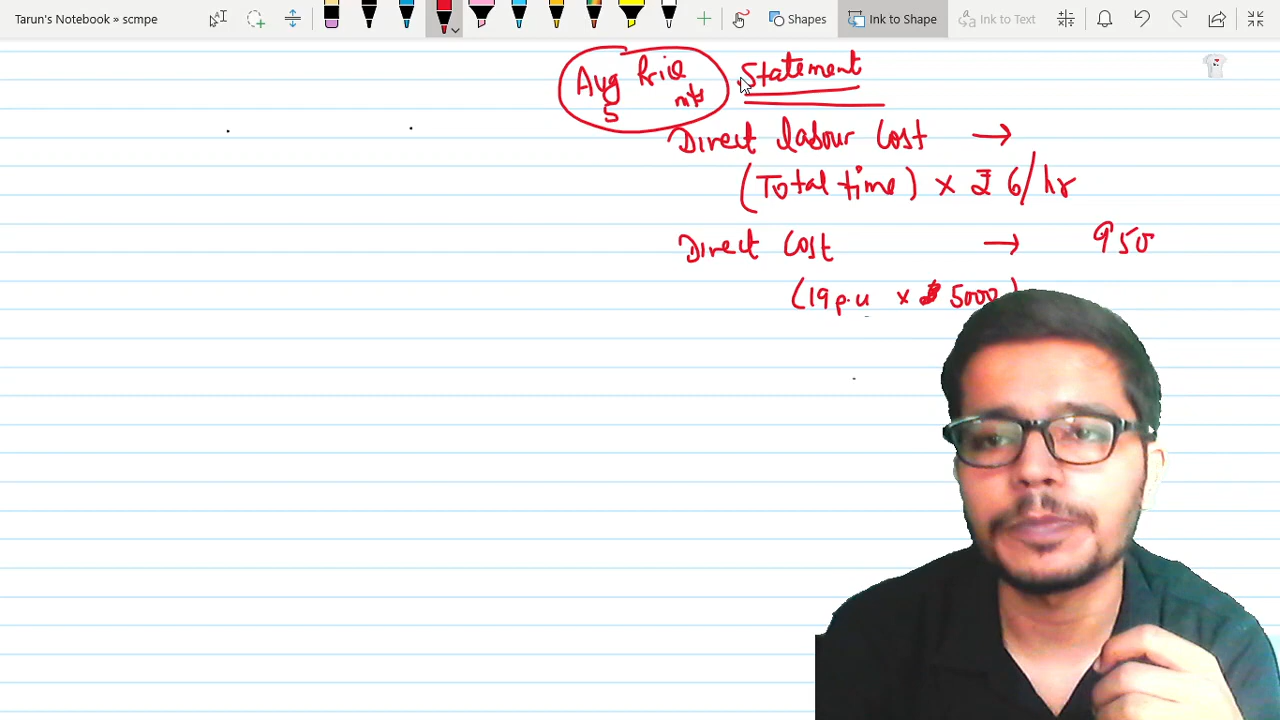 Tarun's Notebook » scmpe
Shapes
Ink to Shape
Ink to Text
Avg Price
Statement
Direct labour Cost →
(Total time) × ₹ 6/hr
Direct Cost → 950
(19 p.u × 5000)